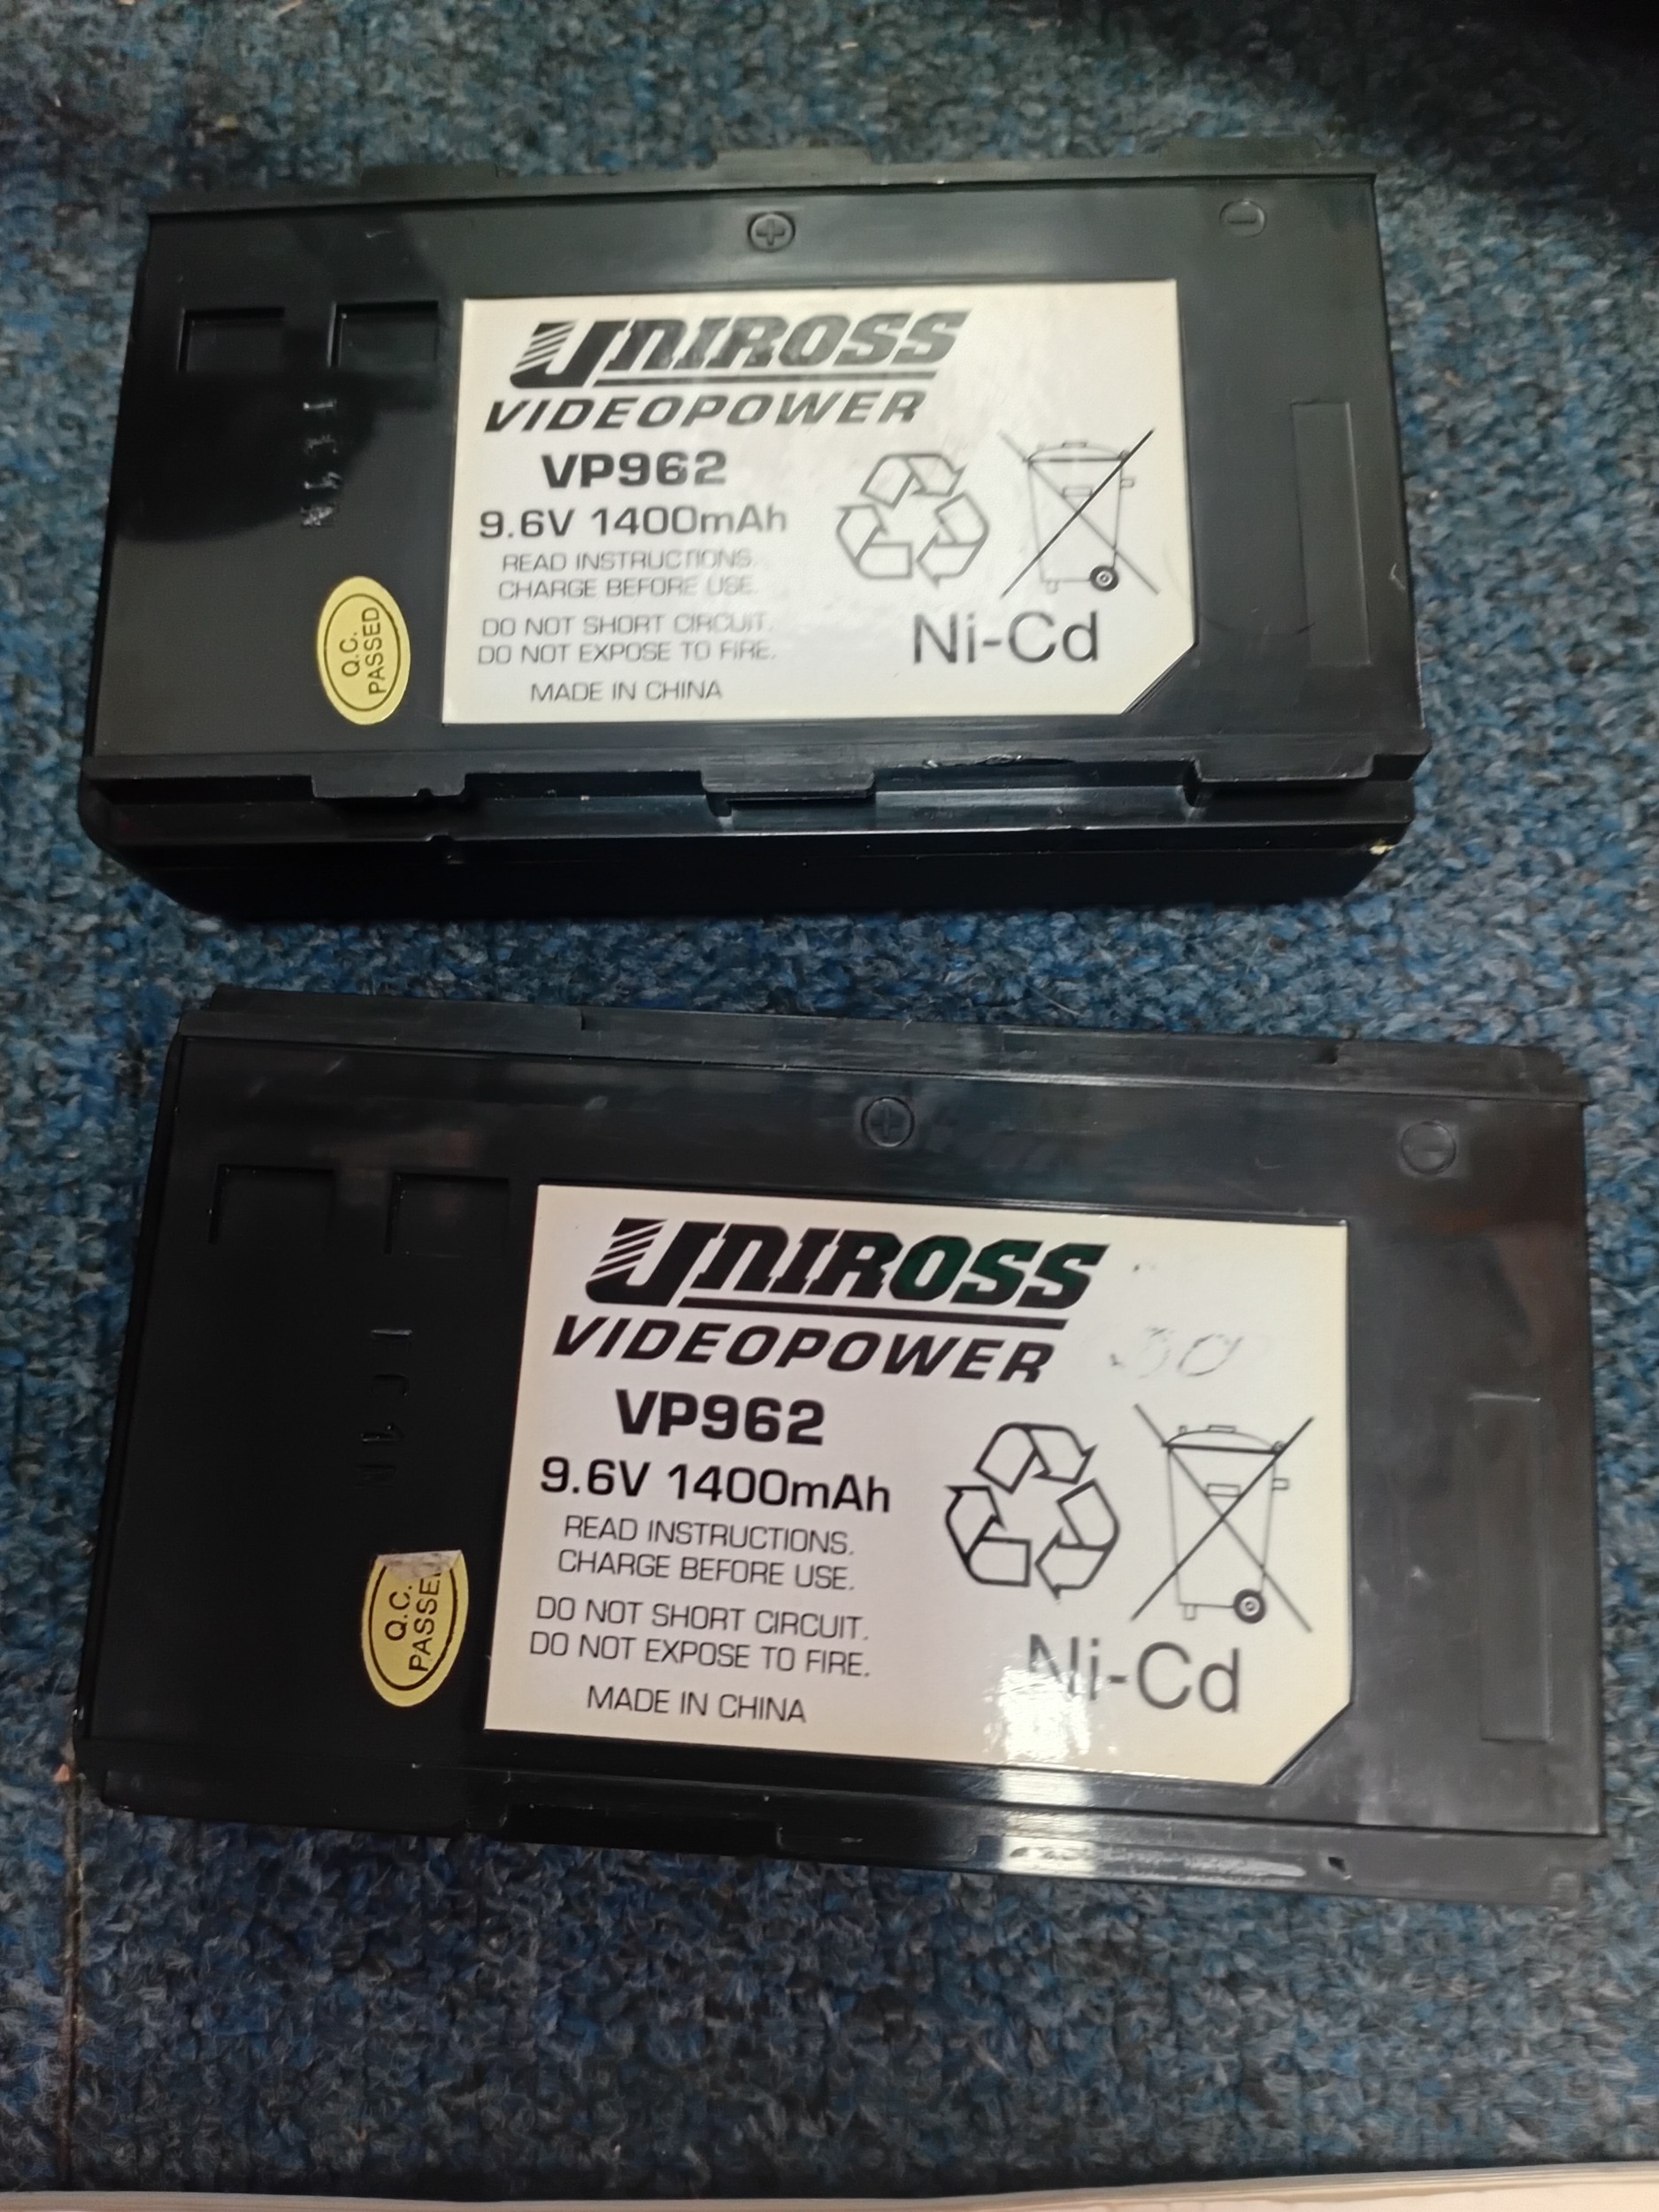 UNIROSS
VIDEOPOWER
VP962
9.6V 1400mAh
READ INSTRUCTIONS.
CHARGE BEFORE USE.
DO NOT SHORT CIRCUIT.
DO NOT EXPOSE TO FIRE.
MADE IN CHINA
Ni-Cd
Q.C.
PASSED
UNIROSS
VIDEOPOWER
VP962
9.6V 1400mAh
READ INSTRUCTIONS.
CHARGE BEFORE USE.
DO NOT SHORT CIRCUIT.
DO NOT EXPOSE TO FIRE.
MADE IN CHINA
Ni-Cd
Q.C.
PASSE